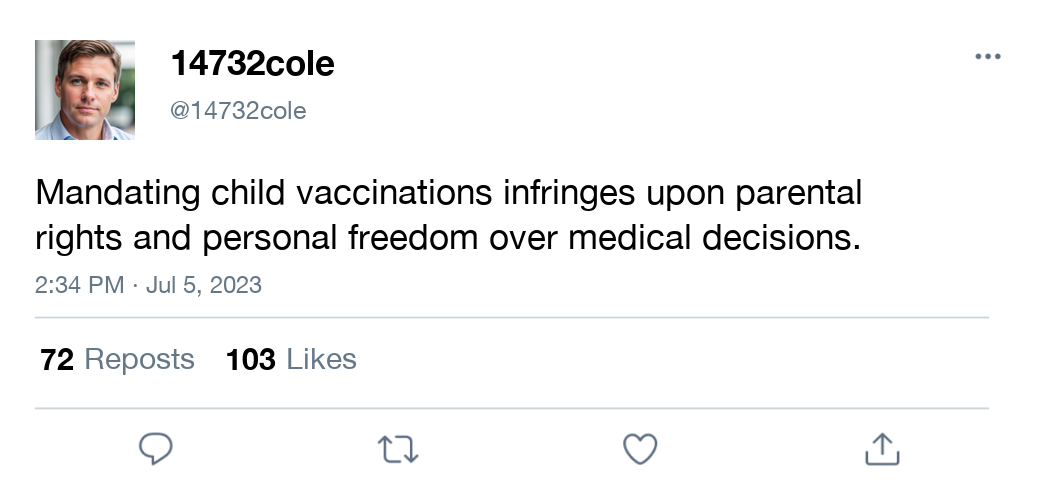 14732cole
@14732cole
Mandating child vaccinations infringes upon parental
rights and personal freedom over medical decisions.
2:34 PM · Jul 5, 2023
72 Reposts 103 Likes